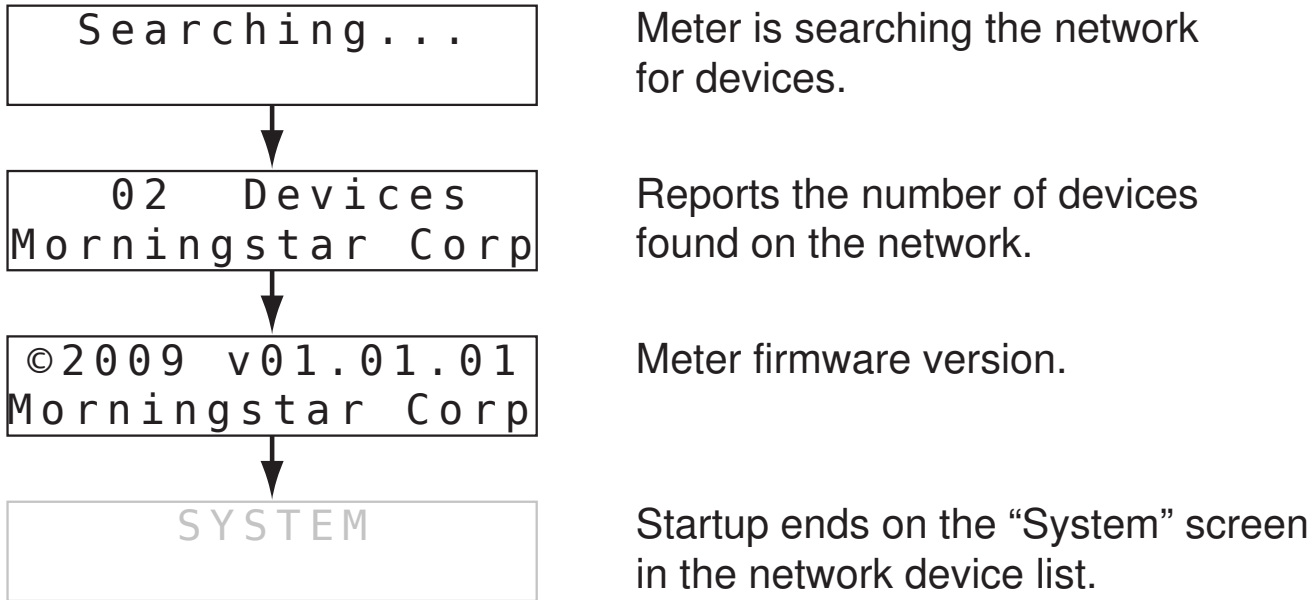 Searching...
Meter is searching the network
for devices.
02 Devices
Morningstar Corp
Reports the number of devices
found on the network.
©2009 v01.01.01
Morningstar Corp
Meter firmware version.
SYSTEM
Startup ends on the “System” screen
in the network device list.